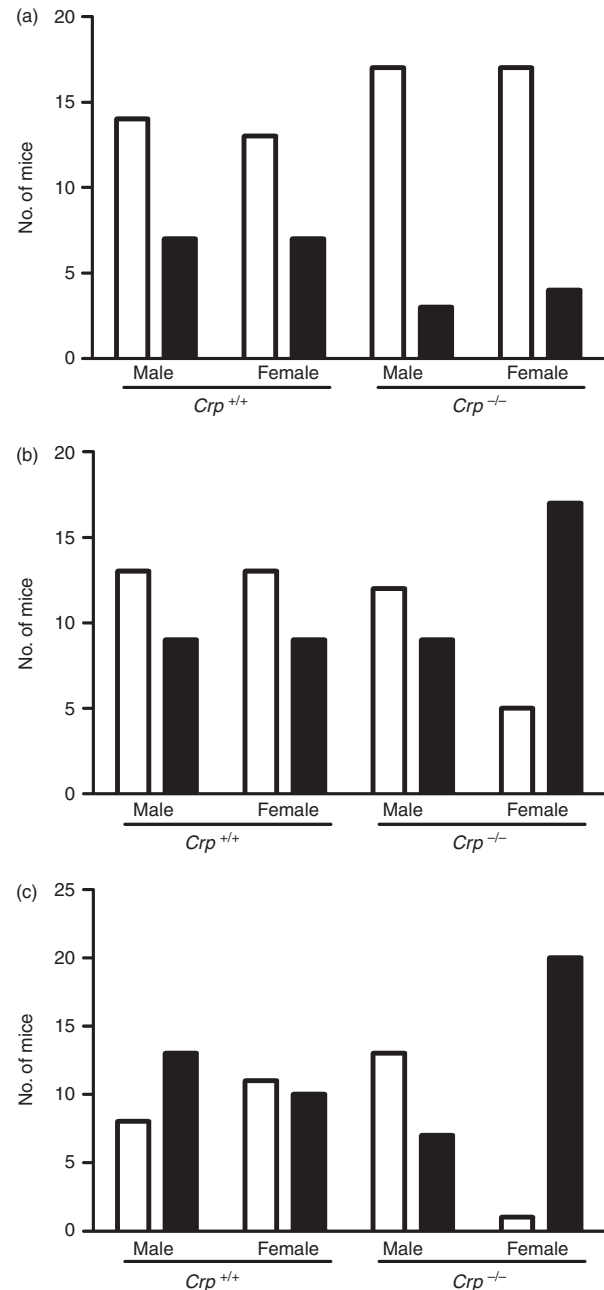 (a)
20
15
10
5
0
No. of mice
Male Female Male Female
Crp +/+ Crp –/–
(b)
20
15
10
5
0
No. of mice
Male Female Male Female
Crp +/+ Crp –/–
(c)
25
20
15
10
5
0
No. of mice
Male Female Male Female
Crp +/+ Crp –/–